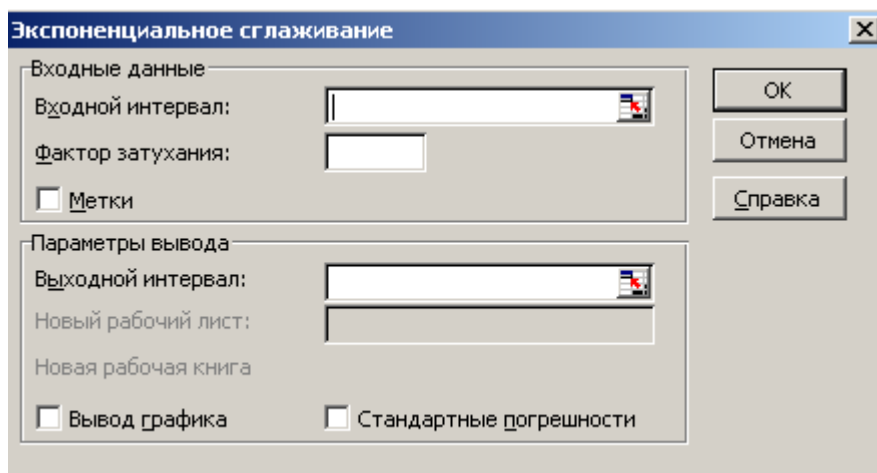 Экспоненциальное сглаживание
Входные данные
Входной интервал:
Фактор затухания:
Метки
OK
Отмена
Справка
Параметры вывода
Выходной интервал:
Новый рабочий лист:
Новая рабочая книга
Вывод графика
Стандартные погрешности